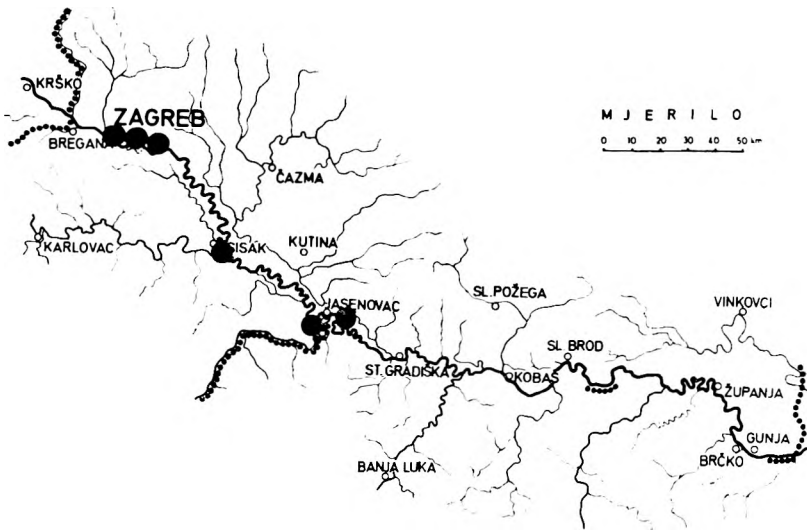 KRŠKO
ZAGREB
BREGANA
M J E R I L O
0 10 20 30 40 50 km
ČAZMA
KARLOVAC
SISAK
KUTINA
JASENOVAC
SL. POŽEGA
VINKOVCI
ST. GRADIŠKA
SL BROD
KOBAŠ
ŽUPANJA
BANJA LUKA
BRČKO
GUNJA